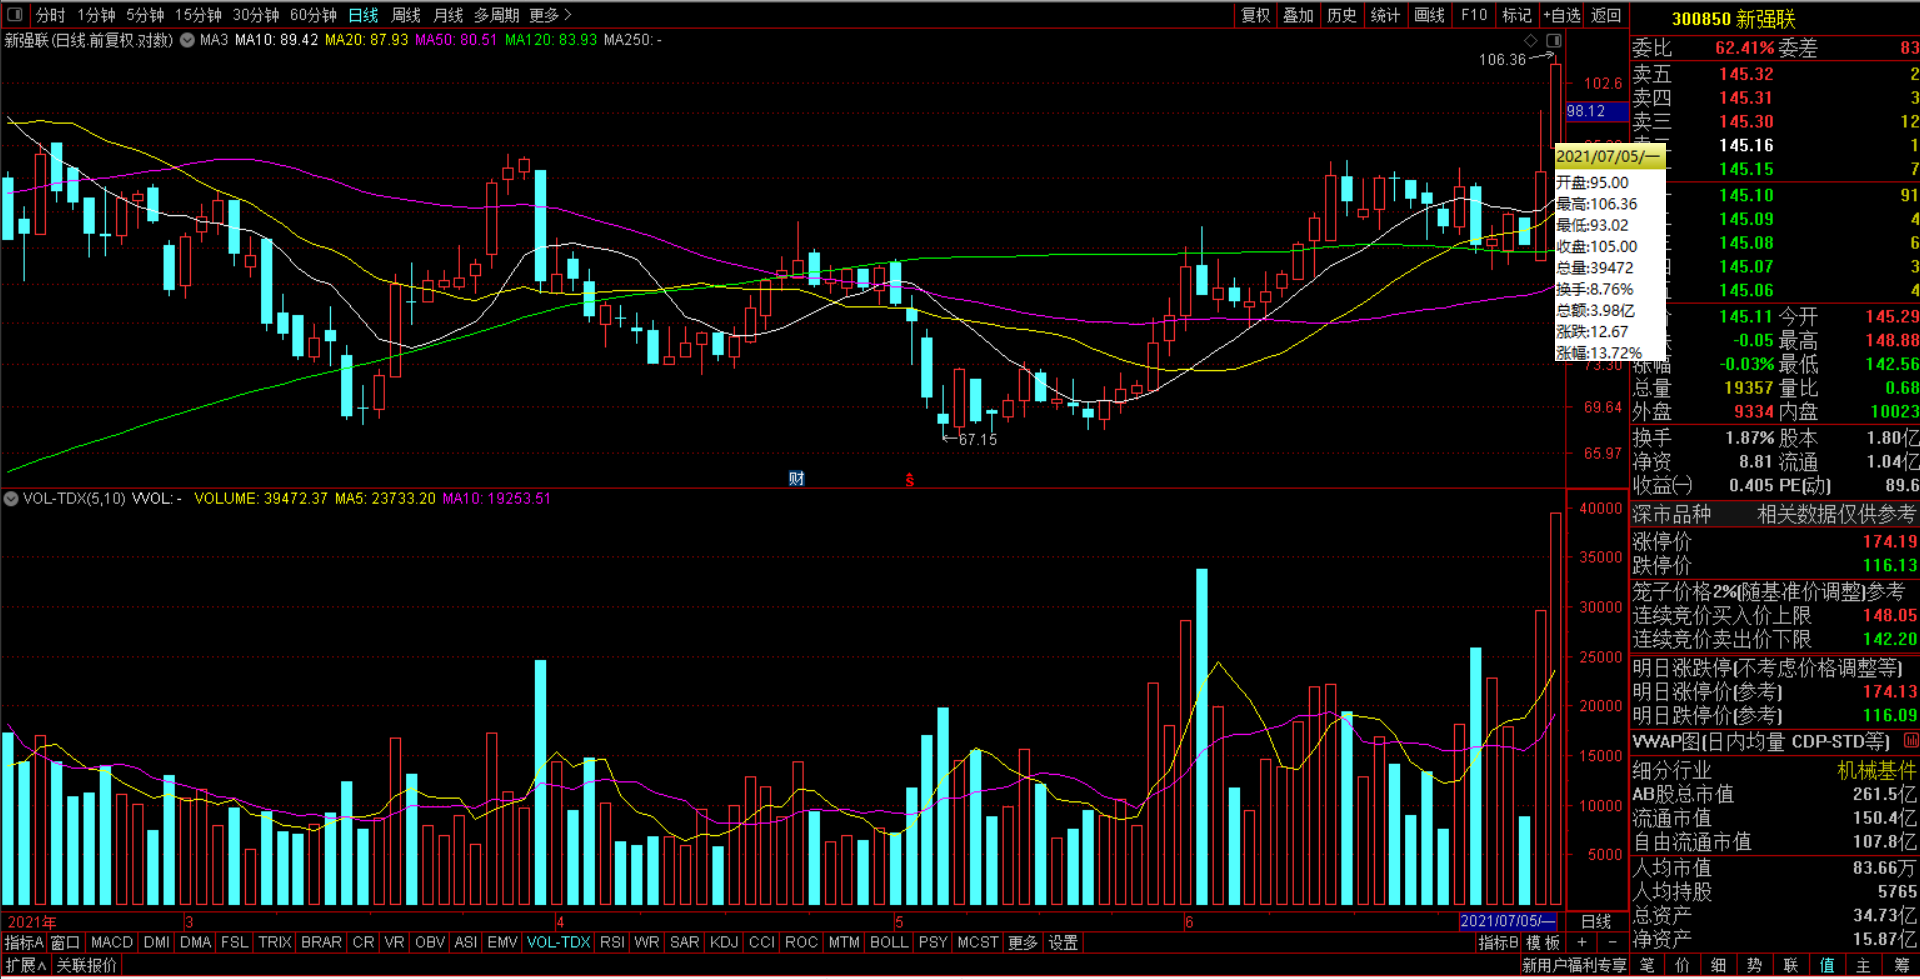 分时 1分钟 5分钟 15分钟 30分钟 60分钟 日线 周线 月线 多周期 更多 >
复权 叠加 历史 统计 画线 F10 标记 +自选 返回
300850 新强联
新强联(日线.前复权.对数) MA3 MA10: 89.42 MA20: 87.93 MA50: 80.51 MA120: 83.93 MA250: -
106.36
102.6
98.12
73.30
69.64
65.97
67.15
财
2021/07/05/一
开盘:95.00
最高:106.36
最低:93.02
收盘:105.00
总量:39472
换手:8.76%
总额:3.98亿
涨跌:12.67
涨幅:13.72%
委比 62.41% 委差 83
卖五 145.32 2
卖四 145.31 3
卖三 145.30 12
145.16 1
145.15 7
145.10 91
145.09 4
145.08 6
145.07 3
145.06 4
145.11 今开 145.29
-0.05 最高 148.88
涨幅 -0.03% 最低 142.56
总量 19357 量比 0.68
外盘 9334 内盘 10023
换手 1.87% 股本 1.80亿
净资 8.81 流通 1.04亿
收益(一) 0.405 PE(动) 89.6
深市品种 相关数据仅供参考
涨停价 174.19
跌停价 116.13
笼子价格2%(随基准价调整)参考
连续竞价买入价上限 148.05
连续竞价卖出价下限 142.20
明日涨跌停(不考虑价格调整等)
明日涨停价(参考) 174.13
明日跌停价(参考) 116.09
VWAP图(日内均量 CDP-STD等)
细分行业 机械基件
AB股总市值 261.5亿
流通市值 150.4亿
自由流通市值 107.8亿
人均市值 83.66万
人均持股 5765
总资产 34.73亿
净资产 15.87亿
VOL-TDX(5,10) VVOL: - VOLUME: 39472.37 MA5: 23733.20 MA10: 19253.51
40000
35000
30000
25000
20000
15000
10000
5000
2021年 3 4 5 6 2021/07/05/一 日线
指标A 窗口 MACD DMI DMA FSL TRIX BRAR CR VR OBV ASI EMV VOL-TDX RSI WR SAR KDJ CCI ROC MTM BOLL PSY MCST 更多 设置 指标B 模板 + -
扩展∧ 关联报价 新用户福利专享 笔 价 细 势 联 值 主 筹